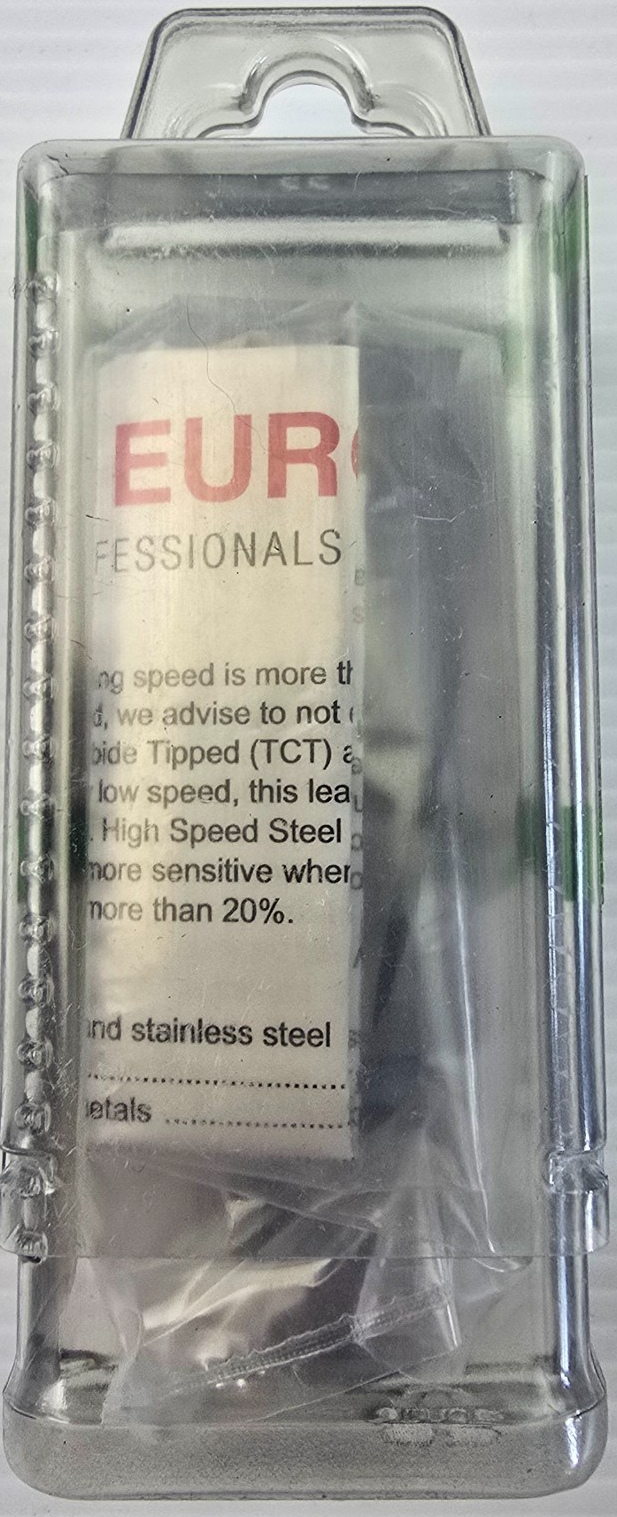 EUR
FESSIONALS
ng speed is more th
d, we advise to not
bide Tipped (TCT) a
low speed, this lea
. High Speed Steel
more sensitive when
more than 20%.
and stainless steel
etals